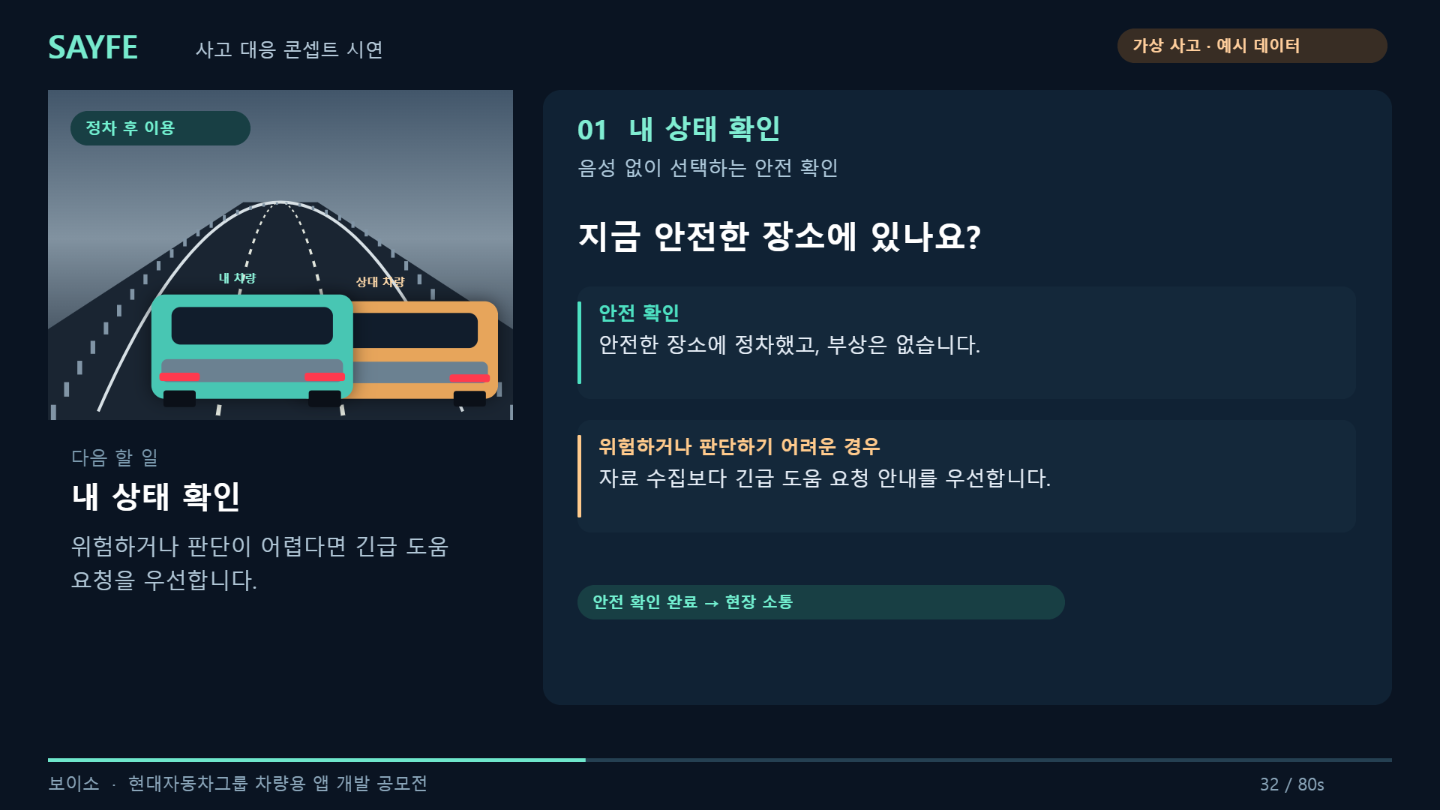 SAYFE
사고 대응 콘셉트 시연
가상 사고 · 예시 데이터
정차 후 이용
내 차량
상대 차량
다음 할 일
내 상태 확인
위험하거나 판단이 어렵다면 긴급 도움
요청을 우선합니다.
01 내 상태 확인
음성 없이 선택하는 안전 확인
지금 안전한 장소에 있나요?
안전 확인
안전한 장소에 정차했고, 부상은 없습니다.
위험하거나 판단하기 어려운 경우
자료 수집보다 긴급 도움 요청 안내를 우선합니다.
안전 확인 완료 → 현장 소통
보이소 · 현대자동차그룹 차량용 앱 개발 공모전
32 / 80s